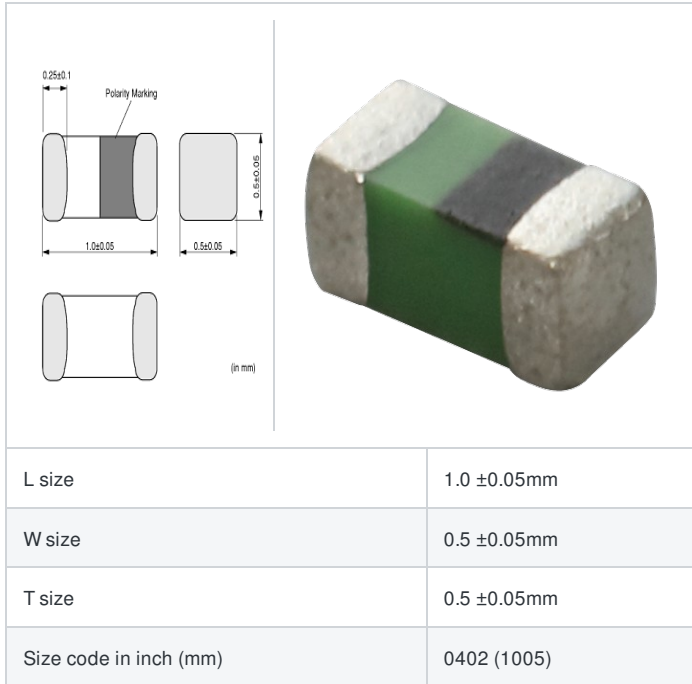 0.25±0.1
Polarity Marking
0.5±0.05
1.0±0.05
0.5±0.05
(in mm)
L size
1.0 ±0.05mm
W size
0.5 ±0.05mm
T size
0.5 ±0.05mm
Size code in inch (mm)
0402 (1005)